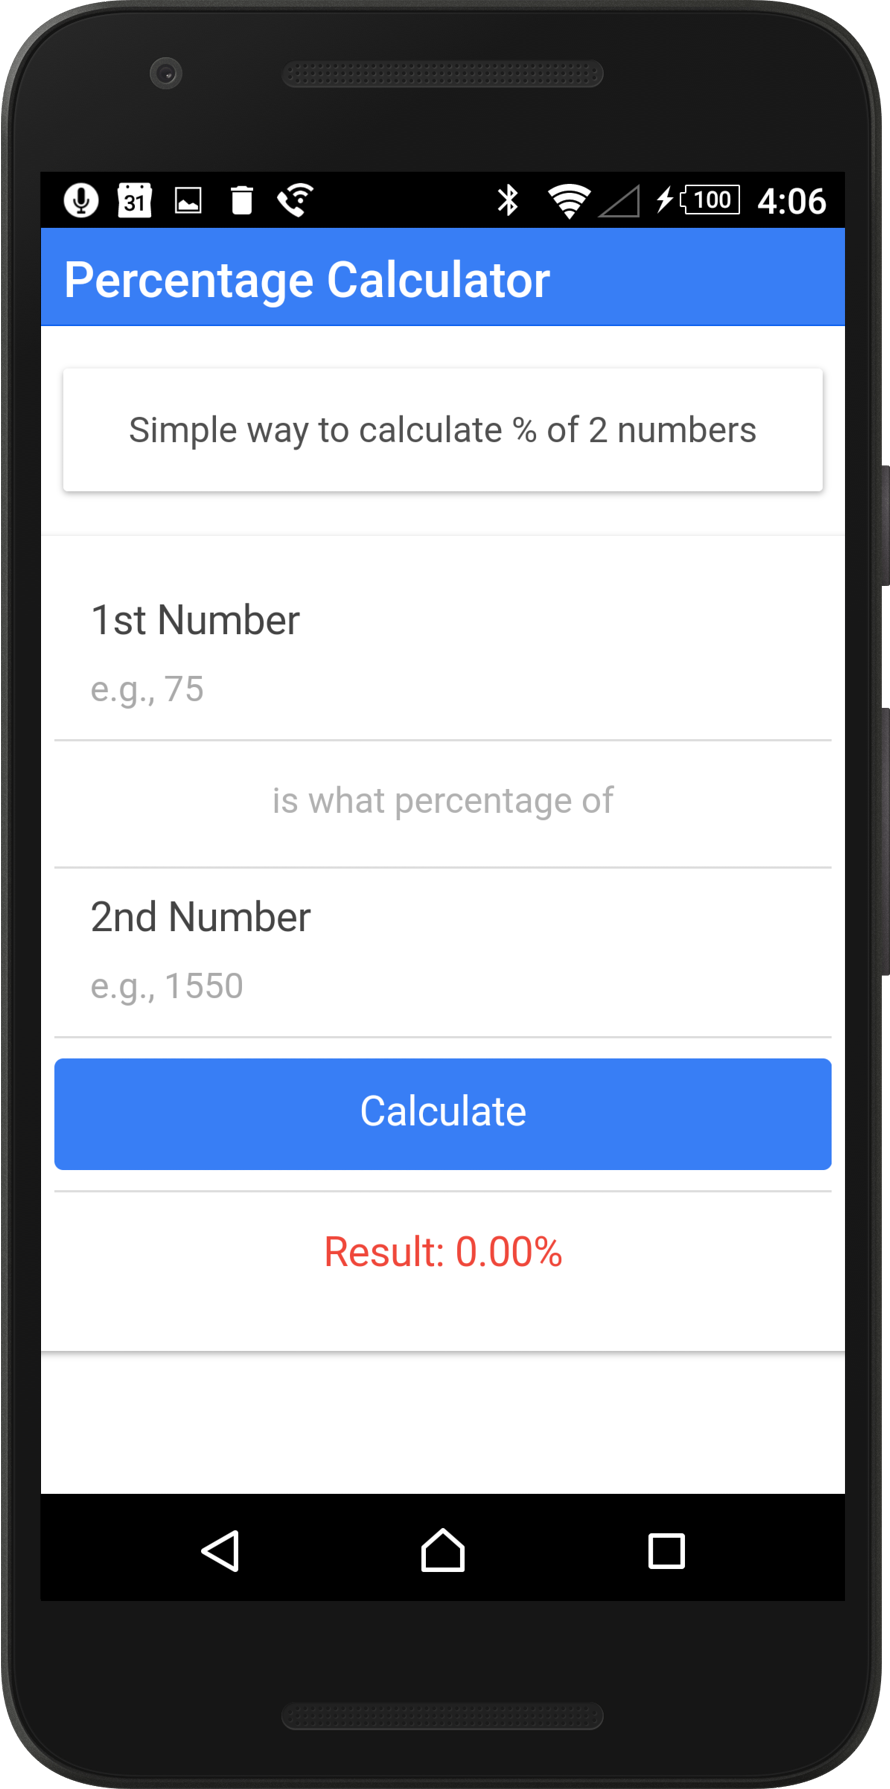 31
100
4:06
Percentage Calculator
Simple way to calculate % of 2 numbers
1st Number
e.g., 75
is what percentage of
2nd Number
e.g., 1550
Calculate
Result: 0.00%